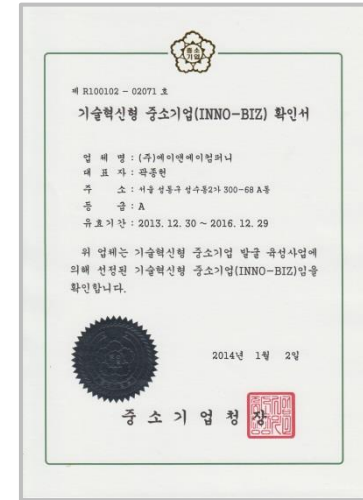 중소
기업
제 R100102 - 02071 호
기술혁신형 중소기업(INNO-BIZ) 확인서
업 체 명 : (주)에이앤에이컴퍼니
대 표 자 : 곽종헌
주 소 : 서울 성동구 성수동2가 300-68 A동
등 급 : A
유효기간 : 2013. 12. 30 ~ 2016. 12. 29
위 업체는 기술혁신형 중소기업 발굴 육성사업에
의해 선정된 기술혁신형 중소기업(INNO-BIZ)임을
확인합니다.
2014년 1월 2일
중 소 기 업 청 장